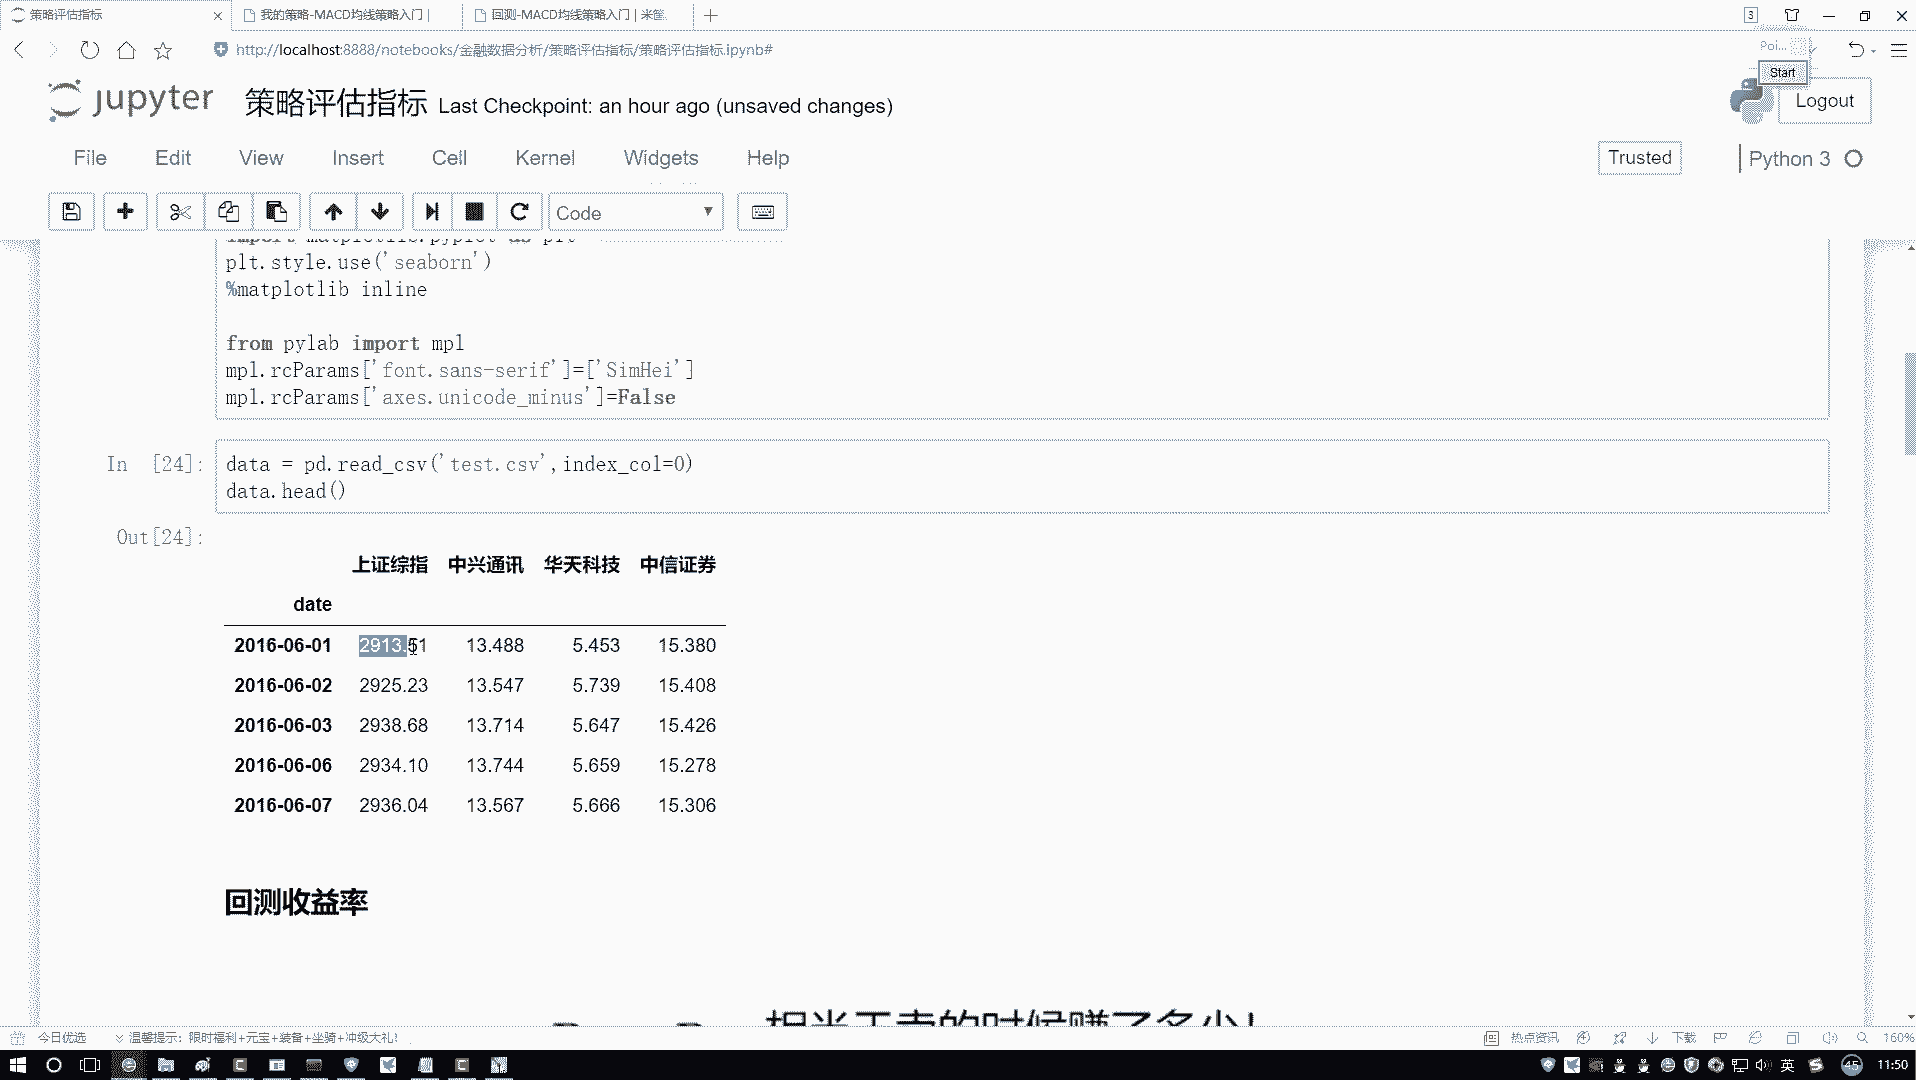 策略评估指标
我的策略-MACD均线策略入门 |
回测-MACD均线策略入门 | 米筐.
3
http://localhost:8888/notebooks/金融数据分析/策略评估指标/策略评估指标.ipynb#
Poi...
Start
jupyter 策略评估指标 Last Checkpoint: an hour ago (unsaved changes)
Logout
File Edit View Insert Cell Kernel Widgets Help
Trusted
Python 3
Code
import matplotlib.pyplot as plt
plt.style.use('seaborn')
%matplotlib inline
from pylab import mpl
mpl.rcParams['font.sans-serif']=['SimHei']
mpl.rcParams['axes.unicode_minus']=False
In [24]: data = pd.read_csv('test.csv',index_col=0)
data.head()
Out[24]:
上证综指 中兴通讯 华天科技 中信证券
date
2016-06-01 2913.51 13.488 5.453 15.380
2016-06-02 2925.23 13.547 5.739 15.408
2016-06-03 2938.68 13.714 5.647 15.426
2016-06-06 2934.10 13.744 5.659 15.278
2016-06-07 2936.04 13.567 5.666 15.306
回测收益率
今日优选
温馨提示：限时福利+元宝+装备+坐骑+冲级大礼!
热点资讯
下载
160%
英
45
11:50